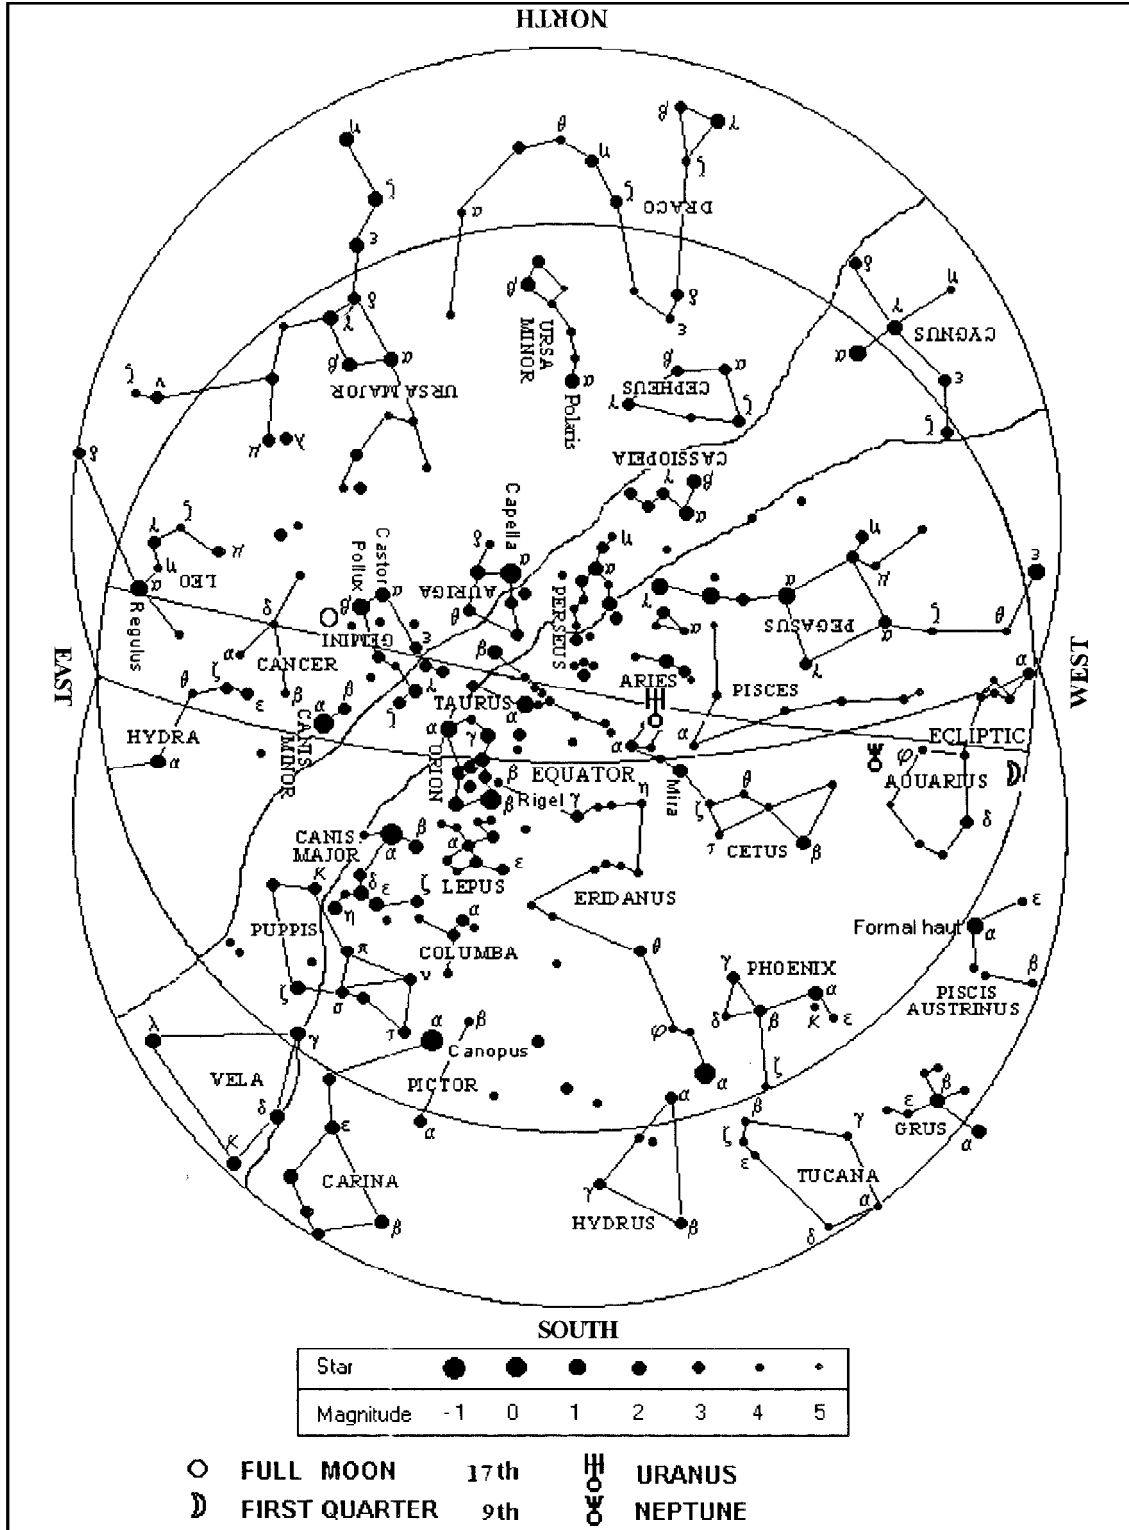 NORTH
β
γ
θ
η
η
ζ
ζ
ζ
DRACO
α
ε
δ
δ
η
δ
γ
CYGNUS
β
URSA
MINOR
ε
γ
α
β
α
β
α
α
ζ
ν
URSA MAJOR
Polaris
CEPHEUS
γ
ζ
ε
ζ
μ
λ
δ
CASSIOPEIA
γ
β
α
Capella
ζ
γ
μ
η
LEO
α
Regulus
Castor
Pollux
α
β
δ
α
AURIGA
θ
η
PERSEUS
η
μ
α
PEGASUS
α
γ
γ
α
ζ
θ
ε
δ
GEMINI
ε
α
CANCER
β
EAST
WEST
θ
ζ
ε
HYDRA
α
α
β
CANIS
MINOR
γ
ζ
TAURUS
α
β
ARIES
PISCES
α
α
ECLIPTIC
ORION
α
γ
β
β
Rigel
EQUATOR
γ
η
Mira
ζ
θ
τ
CETUS
β
φ
AQUARIUS
δ
CANIS
MAJOR
α
β
α
LEPUS
ε
ERIDANUS
κ
PUPPIS
δ
ε
ζ
η
α
COLUMBA
Formal haut
α
ε
π
ν
σ
τ
ζ
θ
γ
PHOENIX
α
δ
β
κ
ε
ζ
PISCIS
AUSTRINUS
β
λ
γ
α
Canopus
β
φ
α
VELA
PICTOR
α
δ
κ
ε
CARINA
β
α
γ
HYDRUS
β
β
ζ
ε
γ
TUCANA
α
δ
β
ε
GRUS
α
SOUTH
Star
Magnitude -1 0 1 2 3 4 5
FULL MOON 17th URANUS
FIRST QUARTER 9th NEPTUNE